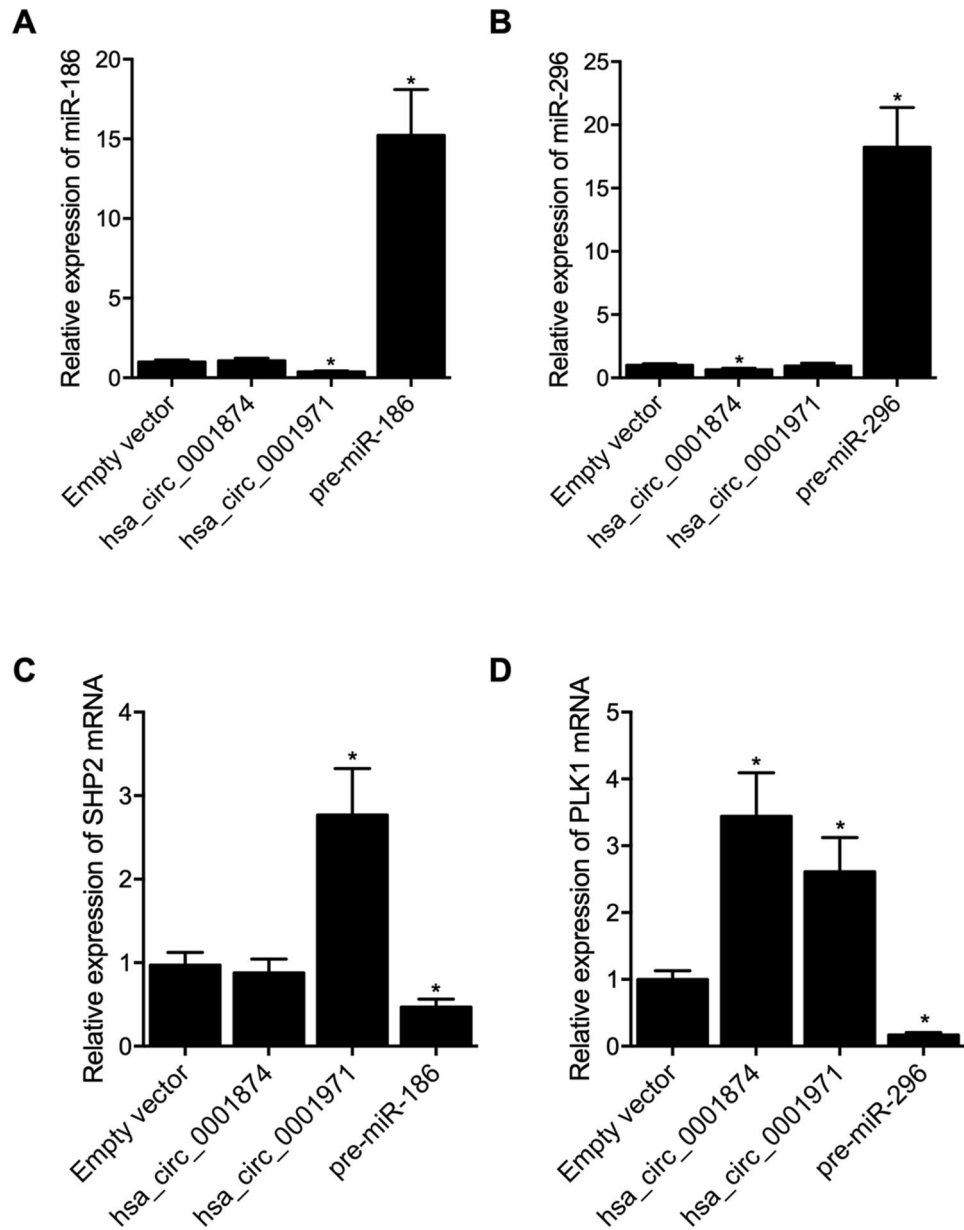 A
Relative expression of miR-186
20
15
10
5
0
*
*
Empty vector
hsa_circ_0001874
hsa_circ_0001971
pre-miR-186
B
Relative expression of miR-296
25
20
15
10
5
0
*
*
Empty vector
hsa_circ_0001874
hsa_circ_0001971
pre-miR-296
C
Relative expression of SHP2 mRNA
4
3
2
1
0
*
*
Empty vector
hsa_circ_0001874
hsa_circ_0001971
pre-miR-186
D
Relative expression of PLK1 mRNA
5
4
3
2
1
0
*
*
*
Empty vector
hsa_circ_0001874
hsa_circ_0001971
pre-miR-296